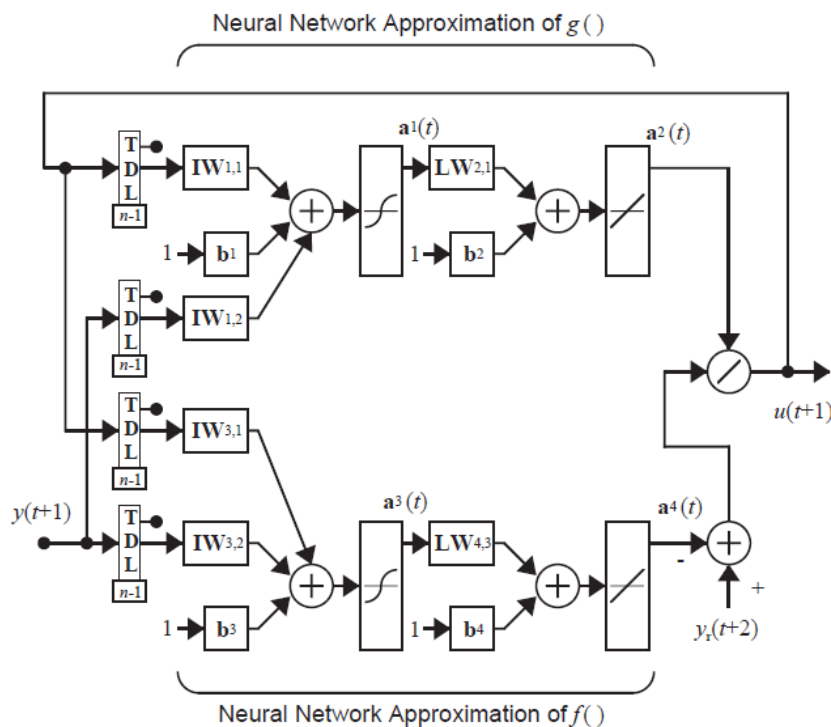 Neural Network Approximation of g ( )
a1(t)
a2(t)
T
D
L
n-1
IW1,1
LW2,1
1
b1
1
b2
T
D
L
n-1
IW1,2
u(t+1)
T
D
L
n-1
IW3,1
y(t+1)
a3(t)
a4(t)
T
D
L
n-1
IW3,2
LW4,3
-
+
1
b3
1
b4
yr(t+2)
Neural Network Approximation of f ( )